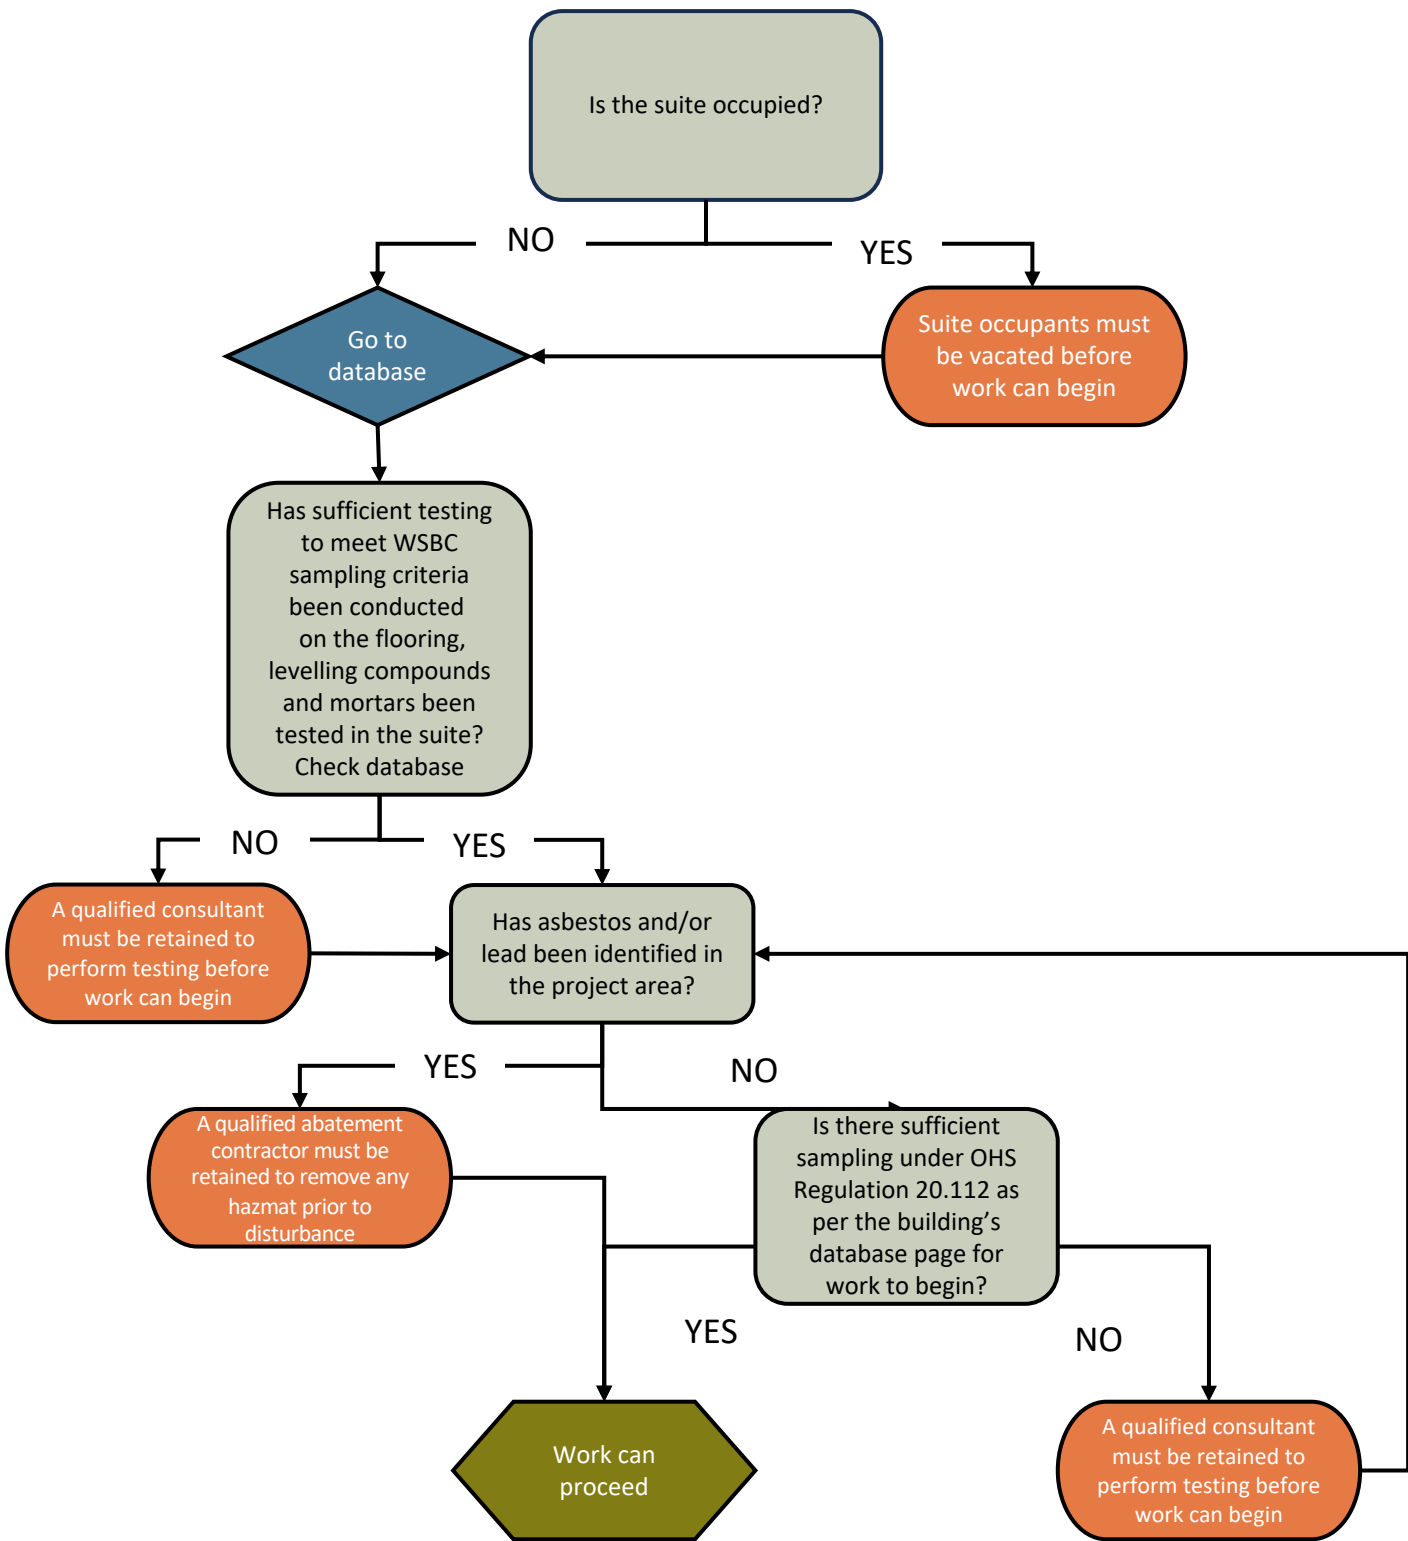 Is the suite occupied?
NO
YES
Go to
database
Suite occupants must
be vacated before
work can begin
Has sufficient testing
to meet WSBC
sampling criteria
been conducted
on the flooring,
levelling compounds
and mortars been
tested in the suite?
Check database
NO
YES
A qualified consultant
must be retained to
perform testing before
work can begin
Has asbestos and/or
lead been identified in
the project area?
YES
NO
A qualified abatement
contractor must be
retained to remove any
hazmat prior to
disturbance
Is there sufficient
sampling under OHS
Regulation 20.112 as
per the building’s
database page for
work to begin?
YES
NO
Work can
proceed
A qualified consultant
must be retained to
perform testing before
work can begin